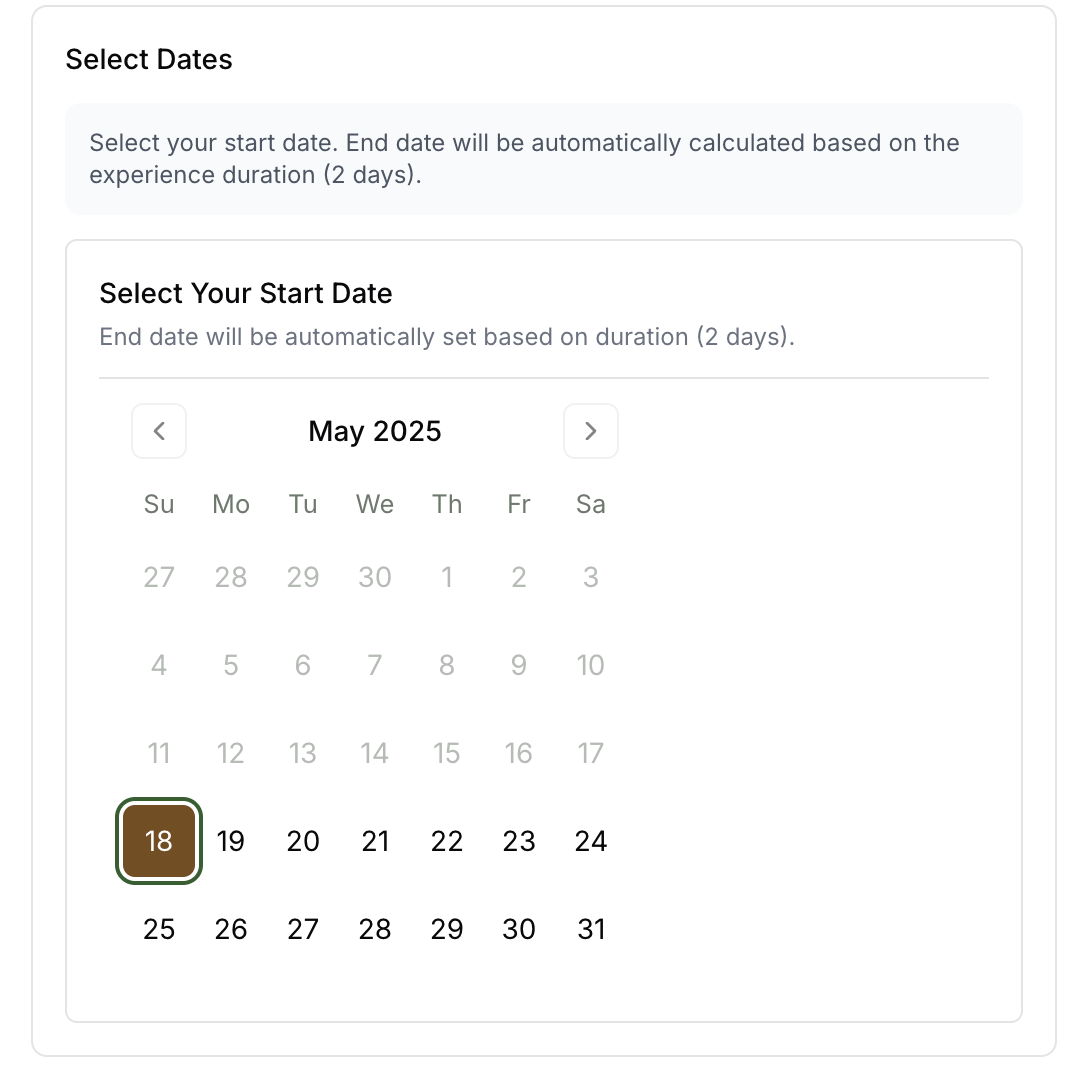 Select Dates
Select your start date. End date will be automatically calculated based on the
experience duration (2 days).
Select Your Start Date
End date will be automatically set based on duration (2 days).
May 2025
Su Mo Tu We Th Fr Sa
27 28 29 30 1 2 3
4 5 6 7 8 9 10
11 12 13 14 15 16 17
18 19 20 21 22 23 24
25 26 27 28 29 30 31